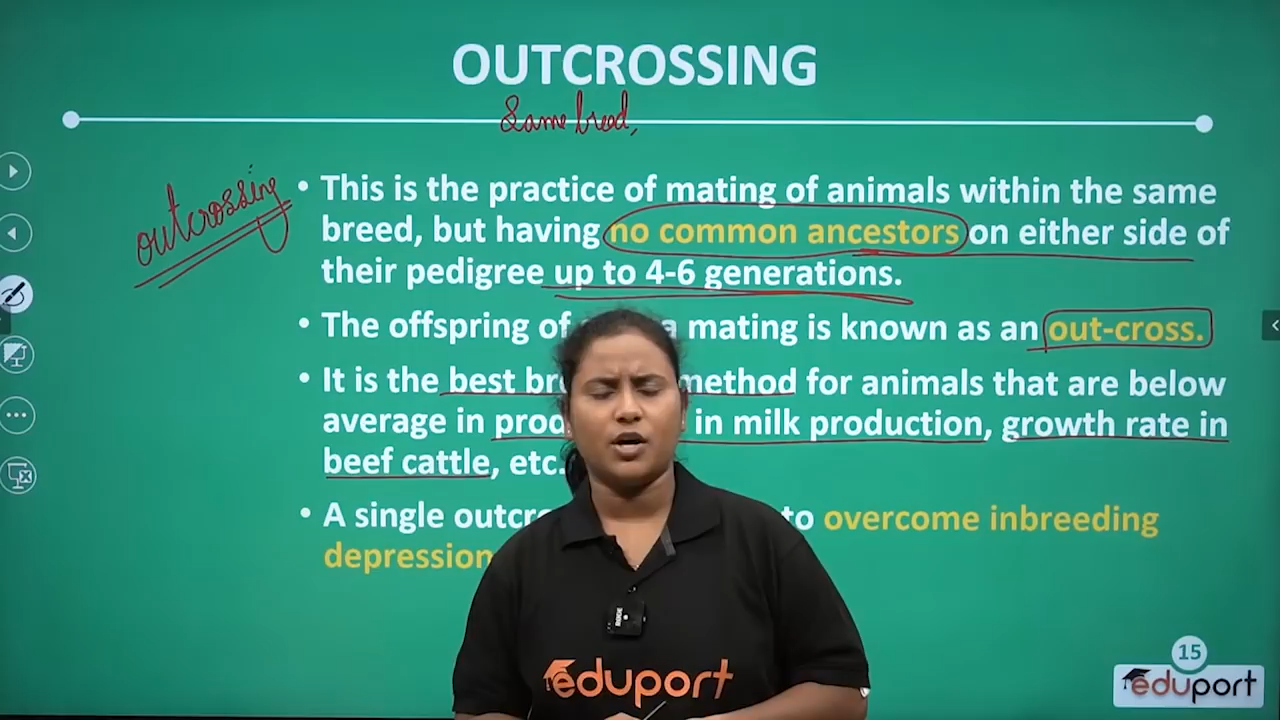 OUTCROSSING
Same bread,
outcrossing
• This is the practice of mating of animals within the same
breed, but having no common ancestors on either side of
their pedigree up to 4-6 generations.
• The offspring of a mating is known as an out-cross.
• It is the best method for animals that are below
average in in milk production, growth rate in
beef cattle, etc.
• A single to overcome inbreeding
depression
RODE
eduport
15
eduport